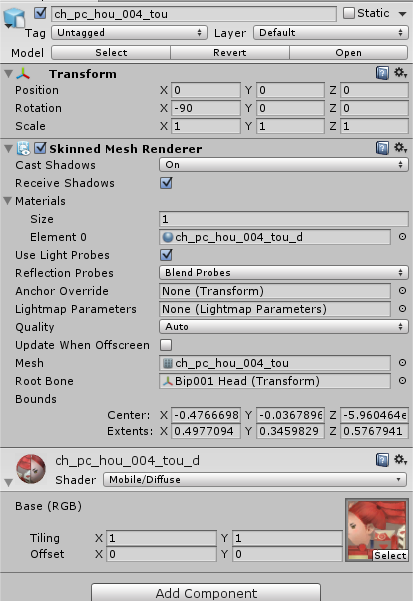 ch_pc_hou_004_tou Static
Tag Untagged Layer Default
Model Select Revert Open
Transform
Position X 0 Y 0 Z 0
Rotation X -90 Y 0 Z 0
Scale X 1 Y 1 Z 1
Skinned Mesh Renderer
Cast Shadows On
Receive Shadows
Materials
Size 1
Element 0 ch_pc_hou_004_tou_d
Use Light Probes
Reflection Probes Blend Probes
Anchor Override None (Transform)
Lightmap Parameters None (Lightmap Parameters)
Quality Auto
Update When Offscreen
Mesh ch_pc_hou_004_tou
Root Bone Bip001 Head (Transform)
Bounds
Center: X -0.4766698 Y -0.0367896 Z -5.960464e
Extents: X 0.4977094 Y 0.3459829 Z 0.5767941
ch_pc_hou_004_tou_d
Shader Mobile/Diffuse
Base (RGB)
Tiling X 1 Y 1
Offset X 0 Y 0
Select
Add Component